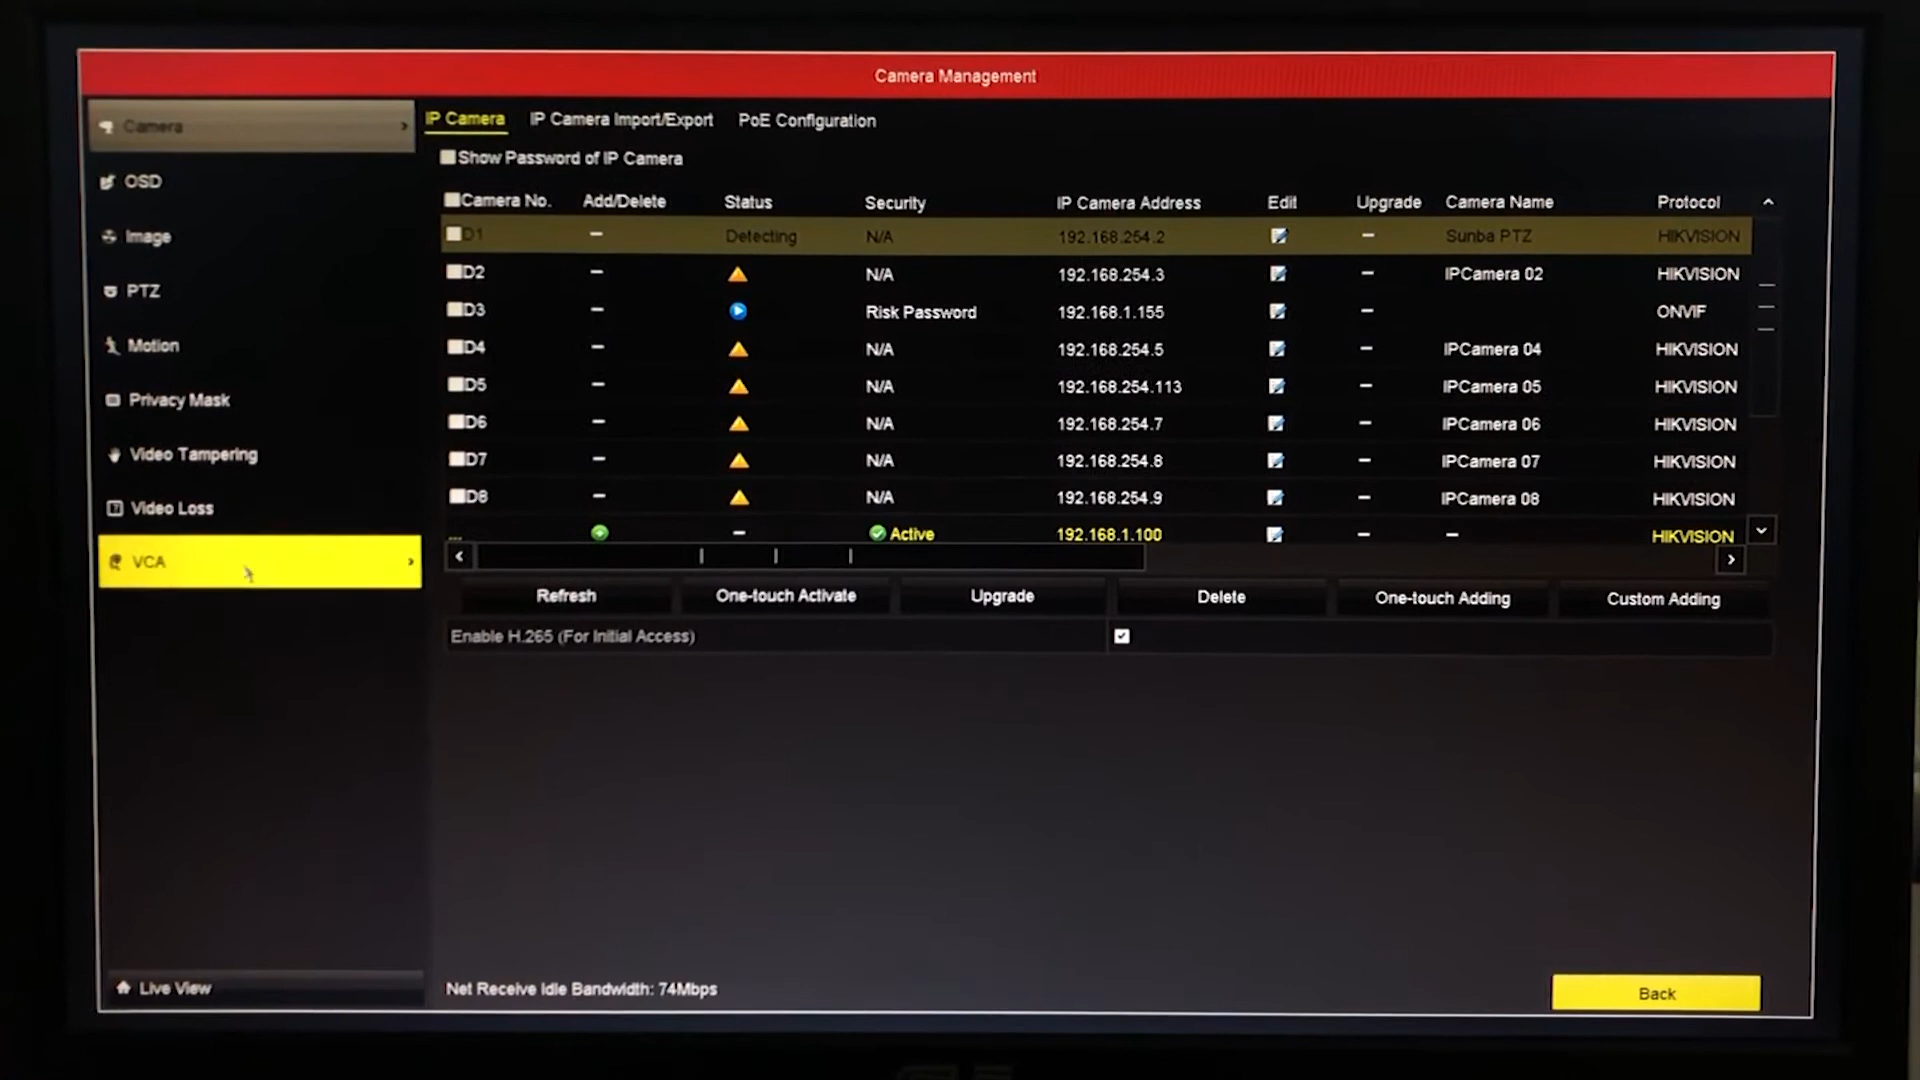 Camera Management
Camera
OSD
Image
PTZ
Motion
Privacy Mask
Video Tampering
Video Loss
VCA
Live View
IP Camera IP Camera Import/Export PoE Configuration
Show Password of IP Camera
Camera No. Add/Delete Status Security IP Camera Address Edit Upgrade Camera Name Protocol
D1 – Detecting N/A 192.168.254.2 – Sunba PTZ HIKVISION
D2 – N/A 192.168.254.3 – IPCamera 02 HIKVISION
D3 – Risk Password 192.168.1.155 – ONVIF
D4 – N/A 192.168.254.5 – IPCamera 04 HIKVISION
D5 – N/A 192.168.254.113 – IPCamera 05 HIKVISION
D6 – N/A 192.168.254.7 – IPCamera 06 HIKVISION
D7 – N/A 192.168.254.8 – IPCamera 07 HIKVISION
D8 – N/A 192.168.254.9 – IPCamera 08 HIKVISION
... – Active 192.168.1.100 – – HIKVISION
Refresh One-touch Activate Upgrade Delete One-touch Adding Custom Adding
Enable H.265 (For Initial Access)
Net Receive Idle Bandwidth: 74Mbps
Back